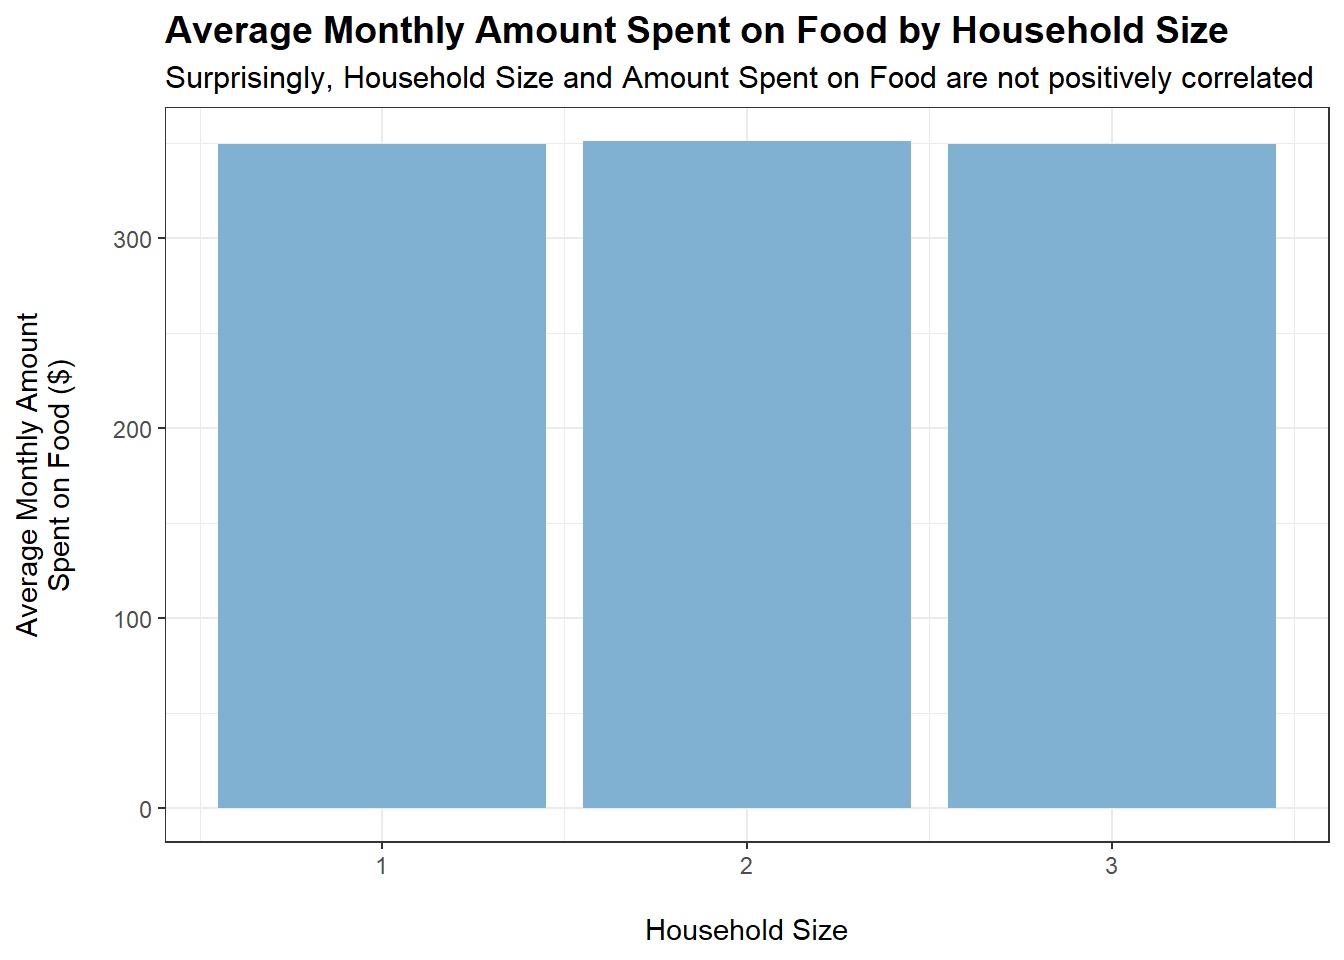 Average Monthly Amount Spent on Food by Household Size
Surprisingly, Household Size and Amount Spent on Food are not positively correlated
Average Monthly Amount
Spent on Food ($)
300
200
100
0
1
2
3
Household Size